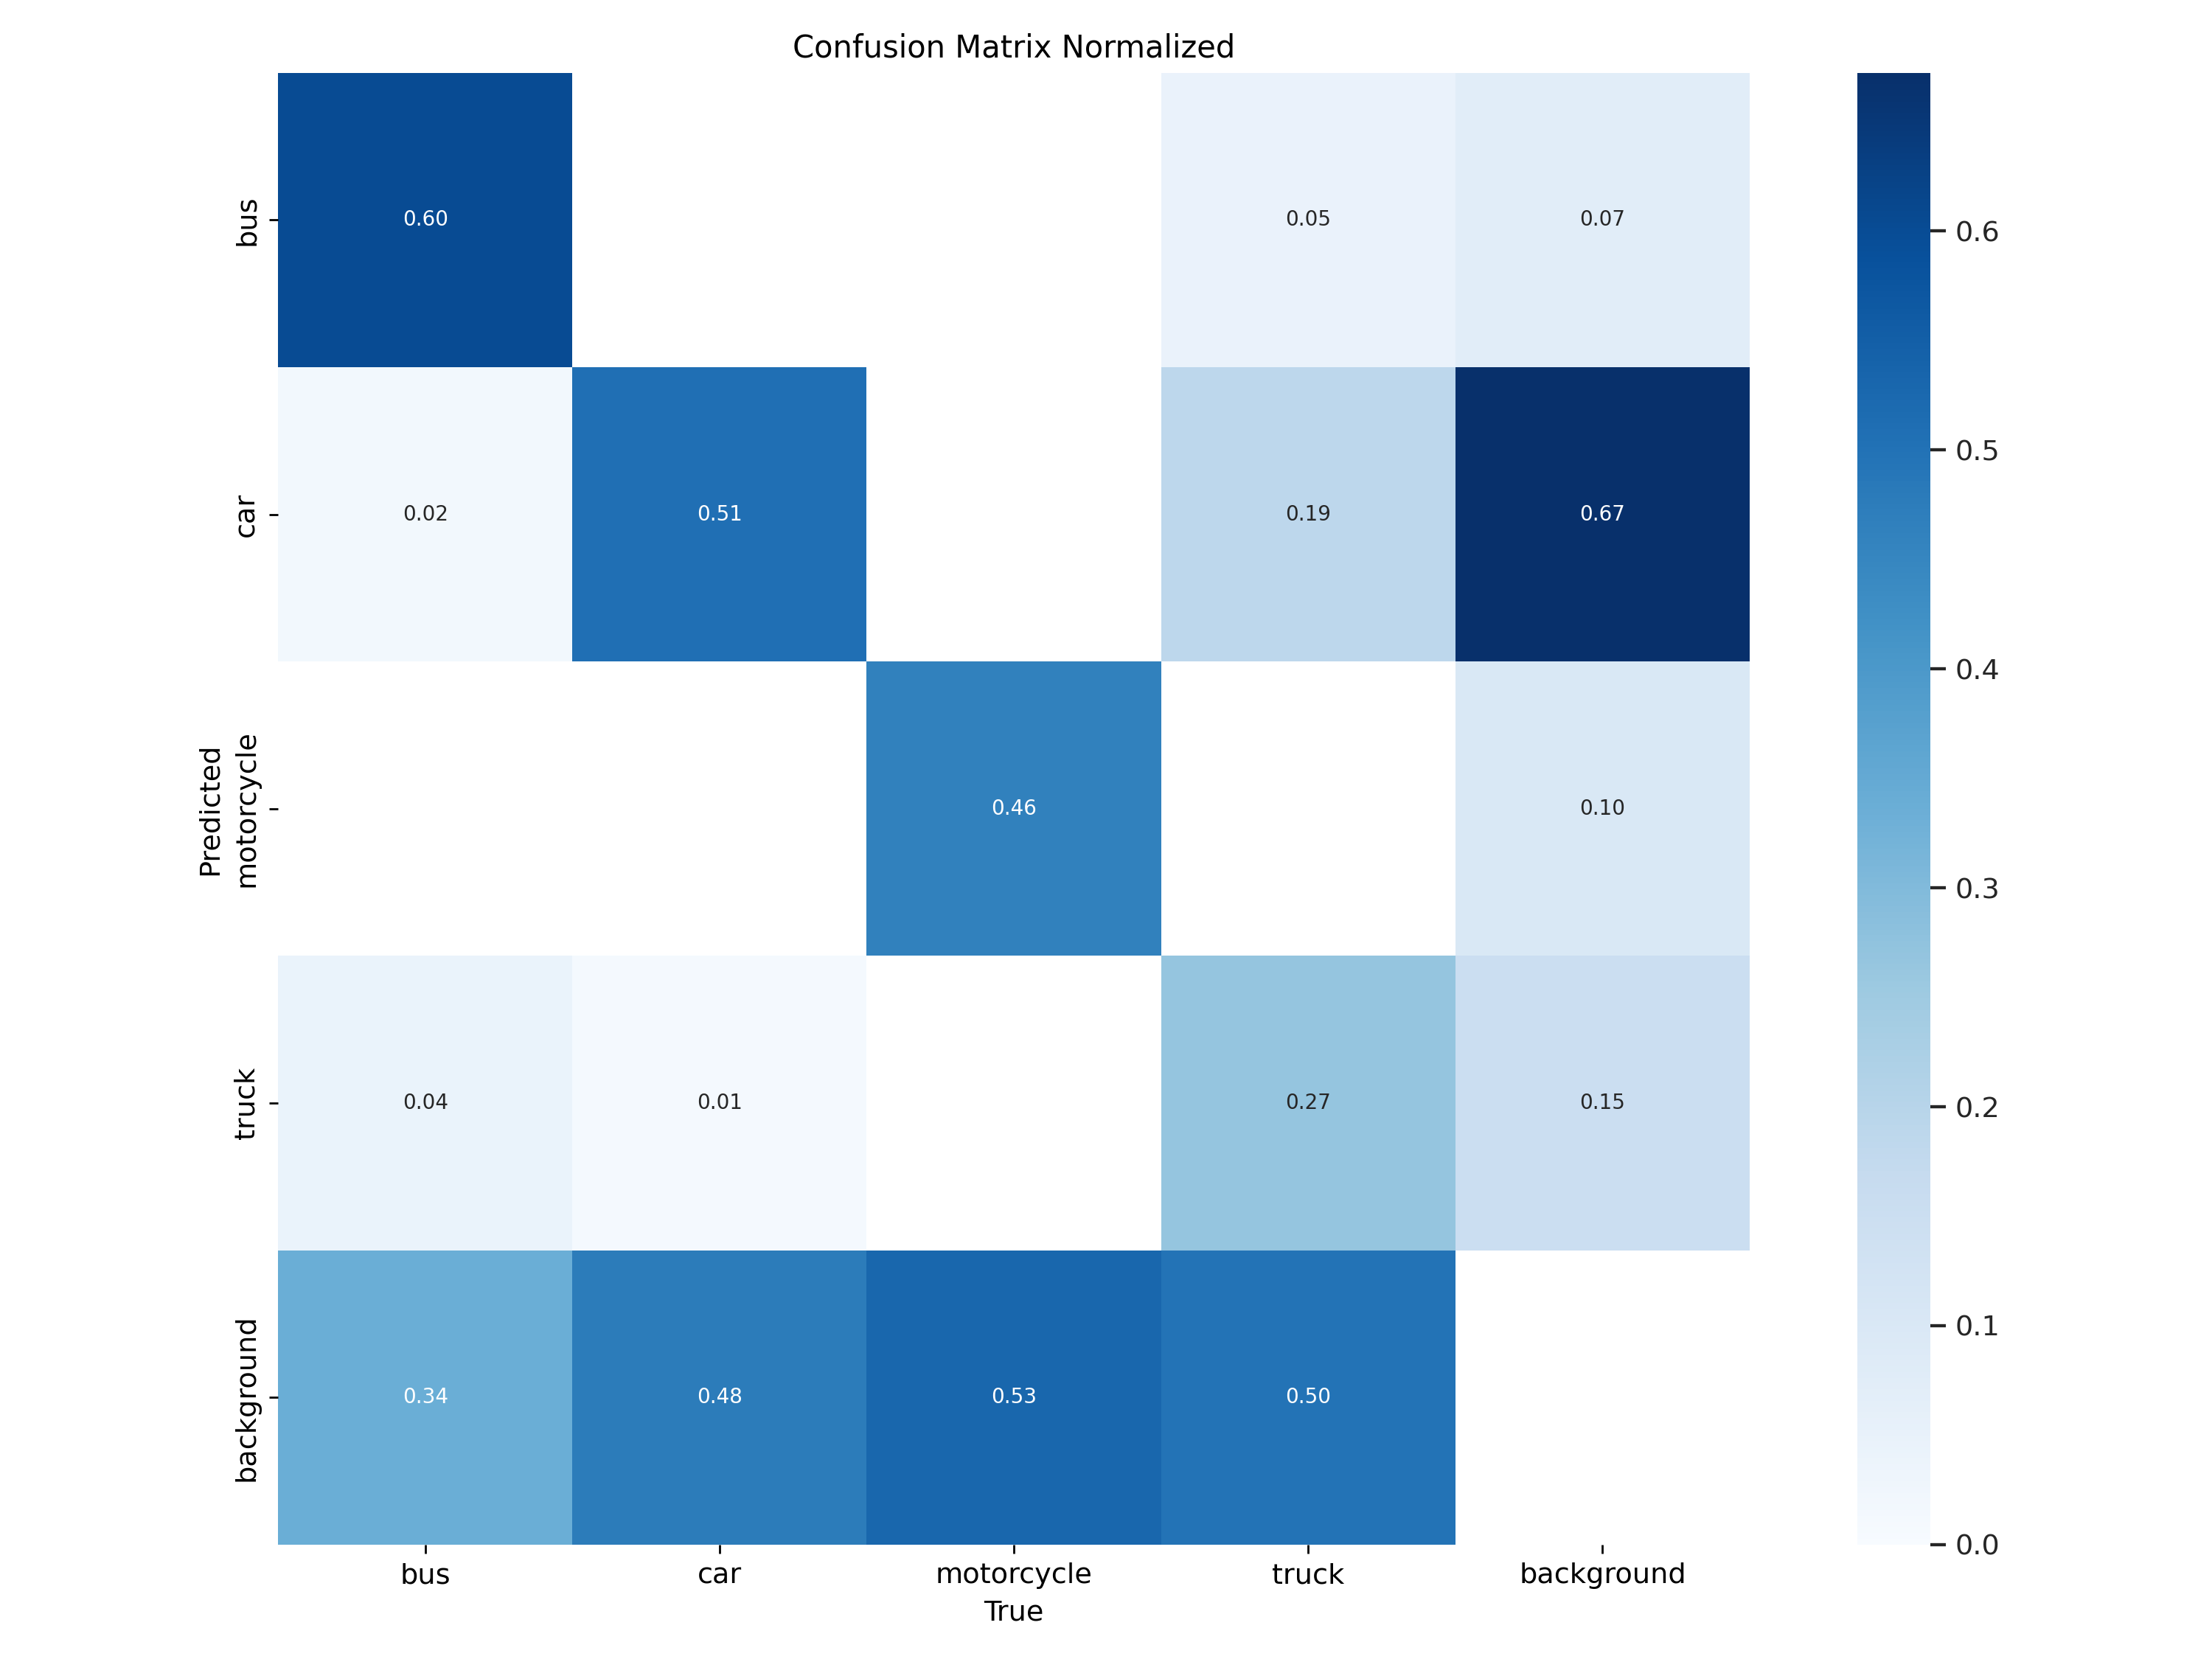 Confusion Matrix Normalized
bus
0.60
0.05
0.07
car
0.02
0.51
0.19
0.67
Predicted
motorcycle
0.46
0.10
truck
0.04
0.01
0.27
0.15
background
0.34
0.48
0.53
0.50
bus
car
motorcycle
truck
background
True
0.6
0.5
0.4
0.3
0.2
0.1
0.0